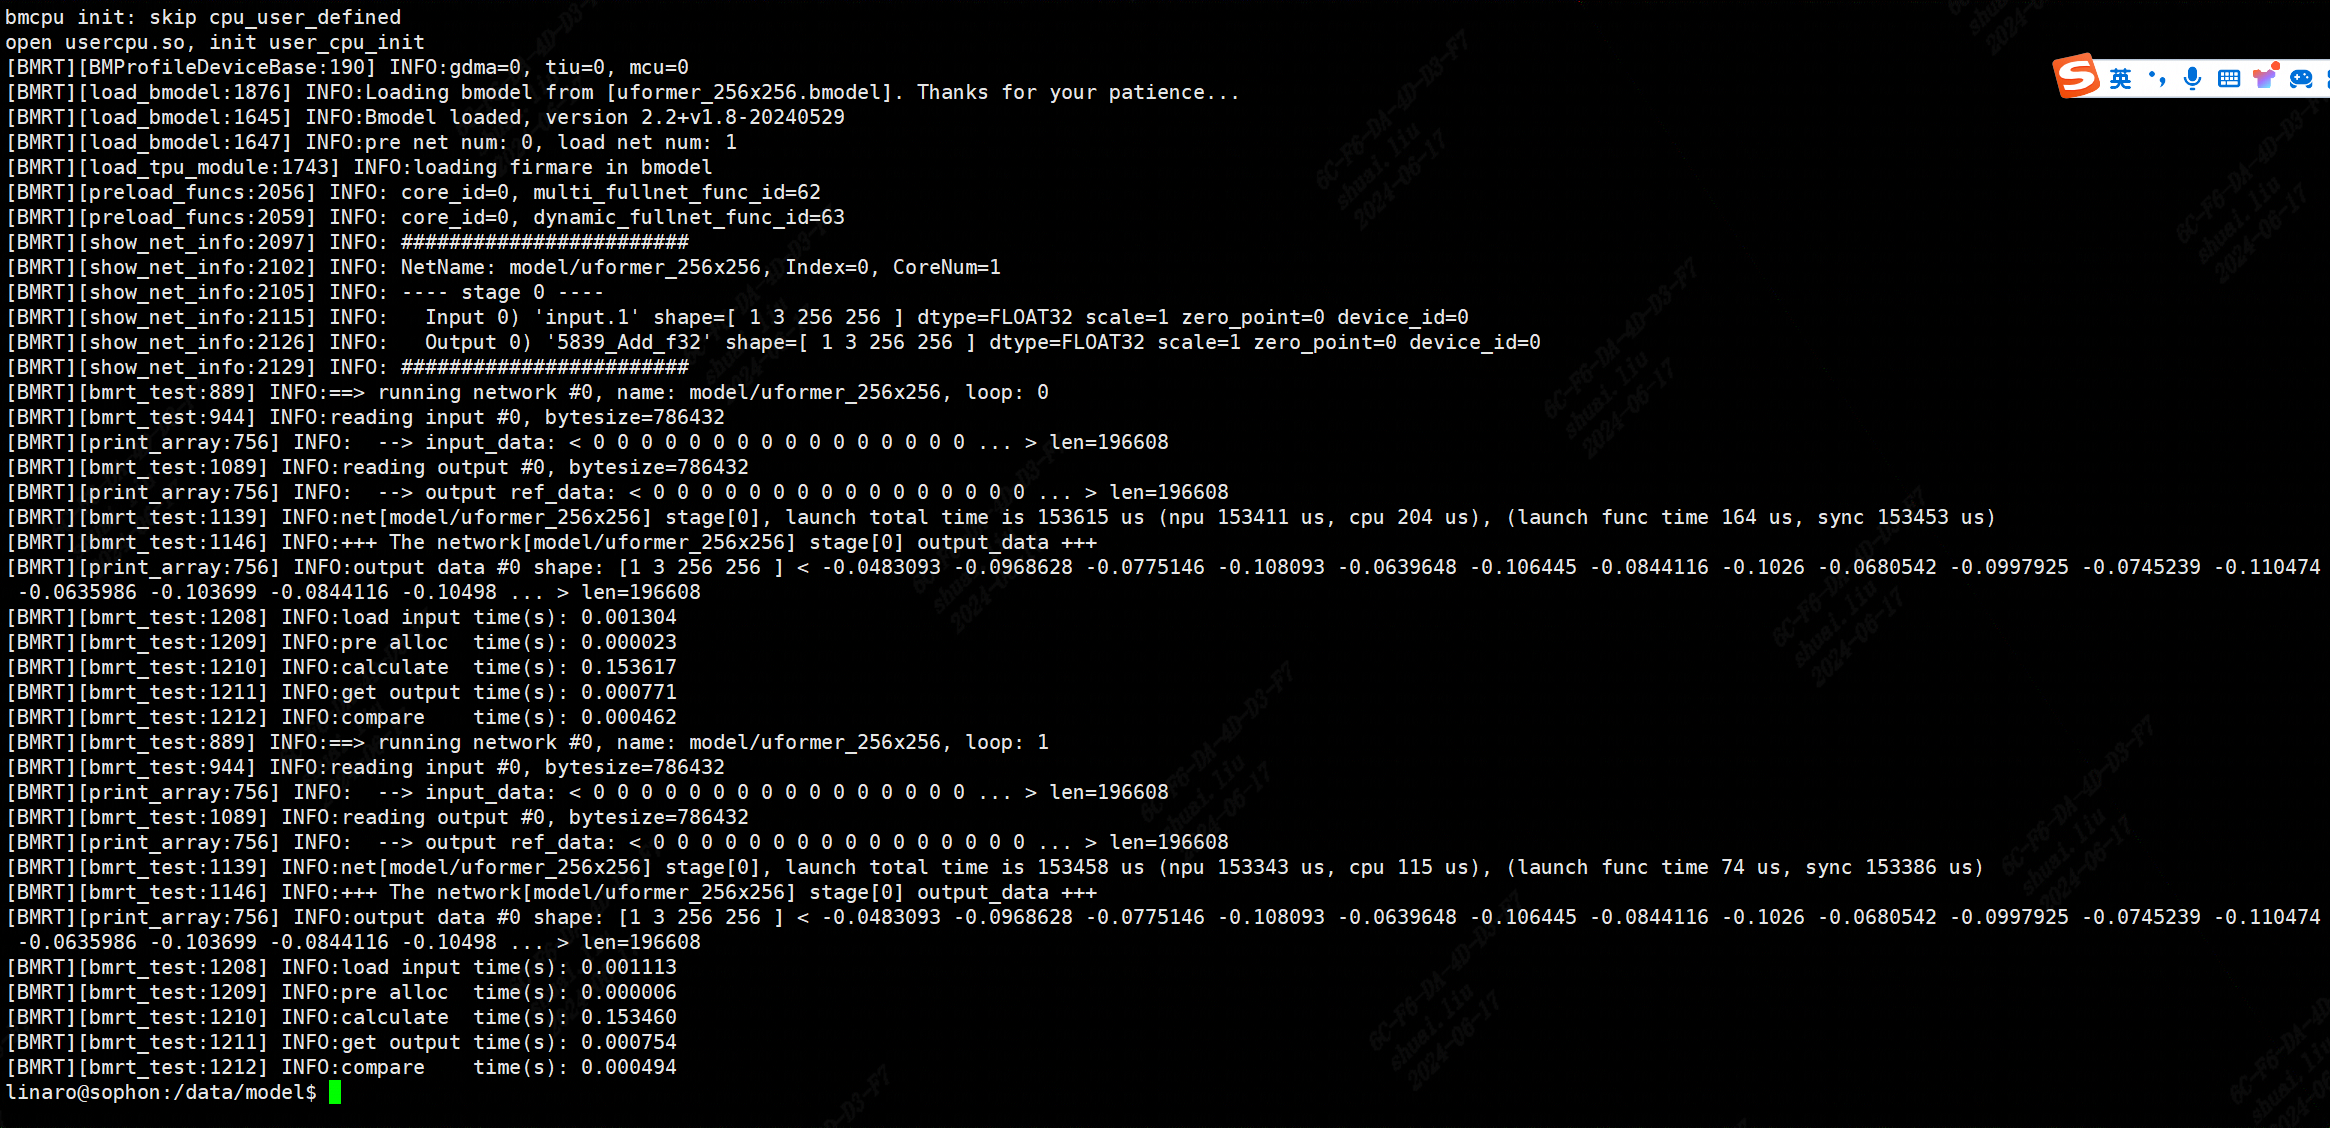 bmcpu init: skip cpu_user_defined
open usercpu.so, init user_cpu_init
[BMRT][BMProfileDeviceBase:190] INFO:gdma=0, tiu=0, mcu=0
[BMRT][load_bmodel:1876] INFO:Loading bmodel from [uformer_256x256.bmodel]. Thanks for your patience...
[BMRT][load_bmodel:1645] INFO:Bmodel loaded, version 2.2+v1.8-20240529
[BMRT][load_bmodel:1647] INFO:pre net num: 0, load net num: 1
[BMRT][load_tpu_module:1743] INFO:loading firmare in bmodel
[BMRT][preload_funcs:2056] INFO: core_id=0, multi_fullnet_func_id=62
[BMRT][preload_funcs:2059] INFO: core_id=0, dynamic_fullnet_func_id=63
[BMRT][show_net_info:2097] INFO: ########################
[BMRT][show_net_info:2102] INFO: NetName: model/uformer_256x256, Index=0, CoreNum=1
[BMRT][show_net_info:2105] INFO: ---- stage 0 ----
[BMRT][show_net_info:2115] INFO:   Input 0) 'input.1' shape=[ 1 3 256 256 ] dtype=FLOAT32 scale=1 zero_point=0 device_id=0
[BMRT][show_net_info:2126] INFO:   Output 0) '5839_Add_f32' shape=[ 1 3 256 256 ] dtype=FLOAT32 scale=1 zero_point=0 device_id=0
[BMRT][show_net_info:2129] INFO: ########################
[BMRT][bmrt_test:889] INFO:==> running network #0, name: model/uformer_256x256, loop: 0
[BMRT][bmrt_test:944] INFO:reading input #0, bytesize=786432
[BMRT][print_array:756] INFO:  --> input_data: < 0 0 0 0 0 0 0 0 0 0 0 0 0 0 0 0 ... > len=196608
[BMRT][bmrt_test:1089] INFO:reading output #0, bytesize=786432
[BMRT][print_array:756] INFO:  --> output ref_data: < 0 0 0 0 0 0 0 0 0 0 0 0 0 0 0 0 ... > len=196608
[BMRT][bmrt_test:1139] INFO:net[model/uformer_256x256] stage[0], launch total time is 153615 us (npu 153411 us, cpu 204 us), (launch func time 164 us, sync 153453 us)
[BMRT][bmrt_test:1146] INFO:+++ The network[model/uformer_256x256] stage[0] output_data +++
[BMRT][print_array:756] INFO:output data #0 shape: [1 3 256 256 ] < -0.0483093 -0.0968628 -0.0775146 -0.108093 -0.0639648 -0.106445 -0.0844116 -0.1026 -0.0680542 -0.0997925 -0.0745239 -0.110474
 -0.0635986 -0.103699 -0.0844116 -0.10498 ... > len=196608
[BMRT][bmrt_test:1208] INFO:load input time(s): 0.001304
[BMRT][bmrt_test:1209] INFO:pre alloc  time(s): 0.000023
[BMRT][bmrt_test:1210] INFO:calculate  time(s): 0.153617
[BMRT][bmrt_test:1211] INFO:get output time(s): 0.000771
[BMRT][bmrt_test:1212] INFO:compare    time(s): 0.000462
[BMRT][bmrt_test:889] INFO:==> running network #0, name: model/uformer_256x256, loop: 1
[BMRT][bmrt_test:944] INFO:reading input #0, bytesize=786432
[BMRT][print_array:756] INFO:  --> input_data: < 0 0 0 0 0 0 0 0 0 0 0 0 0 0 0 0 ... > len=196608
[BMRT][bmrt_test:1089] INFO:reading output #0, bytesize=786432
[BMRT][print_array:756] INFO:  --> output ref_data: < 0 0 0 0 0 0 0 0 0 0 0 0 0 0 0 0 ... > len=196608
[BMRT][bmrt_test:1139] INFO:net[model/uformer_256x256] stage[0], launch total time is 153458 us (npu 153343 us, cpu 115 us), (launch func time 74 us, sync 153386 us)
[BMRT][bmrt_test:1146] INFO:+++ The network[model/uformer_256x256] stage[0] output_data +++
[BMRT][print_array:756] INFO:output data #0 shape: [1 3 256 256 ] < -0.0483093 -0.0968628 -0.0775146 -0.108093 -0.0639648 -0.106445 -0.0844116 -0.1026 -0.0680542 -0.0997925 -0.0745239 -0.110474
 -0.0635986 -0.103699 -0.0844116 -0.10498 ... > len=196608
[BMRT][bmrt_test:1208] INFO:load input time(s): 0.001113
[BMRT][bmrt_test:1209] INFO:pre alloc  time(s): 0.000006
[BMRT][bmrt_test:1210] INFO:calculate  time(s): 0.153460
[BMRT][bmrt_test:1211] INFO:get output time(s): 0.000754
[BMRT][bmrt_test:1212] INFO:compare    time(s): 0.000494
linaro@sophon:/data/model$
英
6C-F6-DA-4D-D3-F7
shuai.liu
2024-06-17